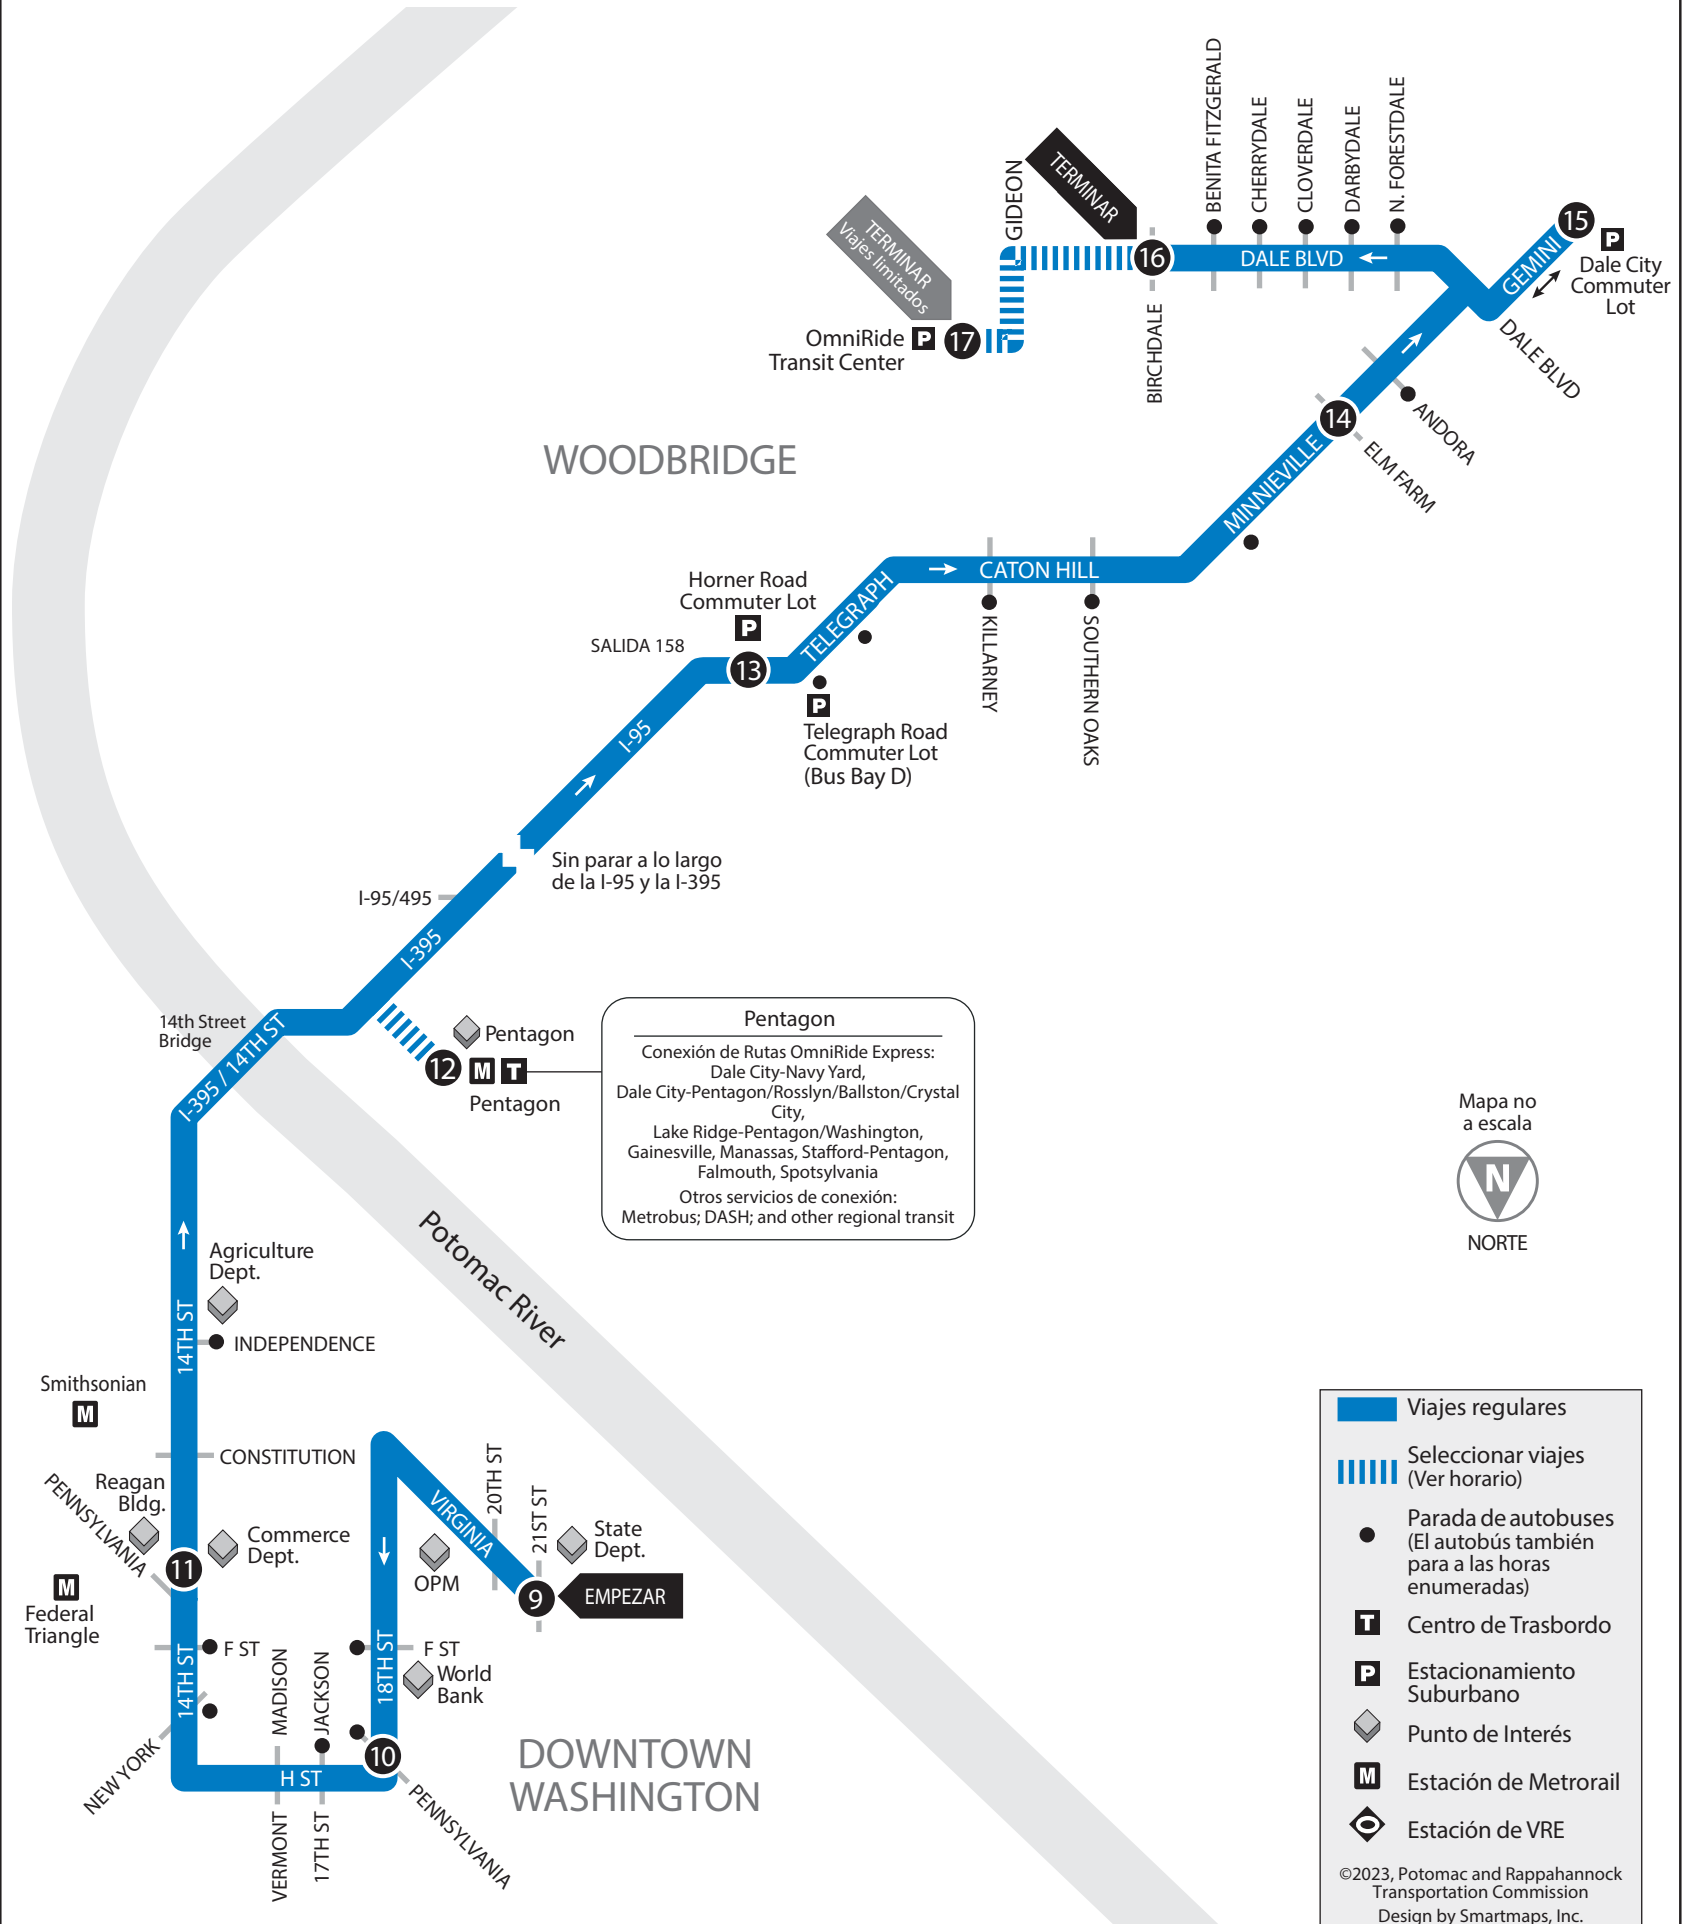 BENITA FITZGERALD
CHERRYDALE
CLOVERDALE
DARBYDALE
N. FORESTDALE
TERMINAR
GIDEON
TERMINAR
Viajes limitados
16
DALE BLVD
GEMINI
15
P
Dale City
Commuter
Lot
OmniRide
Transit Center
P
17
BIRCHDALE
DALE BLVD
14
ANDORA
ELM FARM
WOODBRIDGE
MINNIEVILLE
Horner Road
Commuter Lot
P
SALIDA 158
13
TELEGRAPH
CATON HILL
KILLARNEY
SOUTHERN OAKS
P
Telegraph Road
Commuter Lot
(Bus Bay D)
I-95
Sin parar a lo largo
de la I-95 y la I-395
I-95/495
I-395
14th Street
Bridge
I-395 / 14TH ST
Pentagon
12
M
T
Pentagon
Pentagon
Conexión de Rutas OmniRide Express:
Dale City-Navy Yard,
Dale City-Pentagon/Rosslyn/Ballston/Crystal
City,
Lake Ridge-Pentagon/Washington,
Gainesville, Manassas, Stafford-Pentagon,
Falmouth, Spotsylvania
Otros servicios de conexión:
Metrobus; DASH; and other regional transit
Mapa no
a escala
N
NORTE
Potomac River
Agriculture
Dept.
14TH ST
INDEPENDENCE
Smithsonian
M
CONSTITUTION
Reagan
Bldg.
PENNSYLVANIA
11
Commerce
Dept.
M
Federal
Triangle
F ST
14TH ST
NEW YORK
MADISON
JACKSON
H ST
VERMONT
17TH ST
VIRGINIA
20TH ST
21ST ST
State
Dept.
OPM
9
EMPEZAR
F ST
18TH ST
World
Bank
10
PENNSYLVANIA
DOWNTOWN
WASHINGTON
Viajes regulares
Seleccionar viajes
(Ver horario)
Parada de autobuses
(El autobús también
para a las horas
enumeradas)
T
Centro de Trasbordo
P
Estacionamiento
Suburbano
Punto de Interés
M
Estación de Metrorail
Estación de VRE
©2023, Potomac and Rappahannock
Transportation Commission
Design by Smartmaps, Inc.